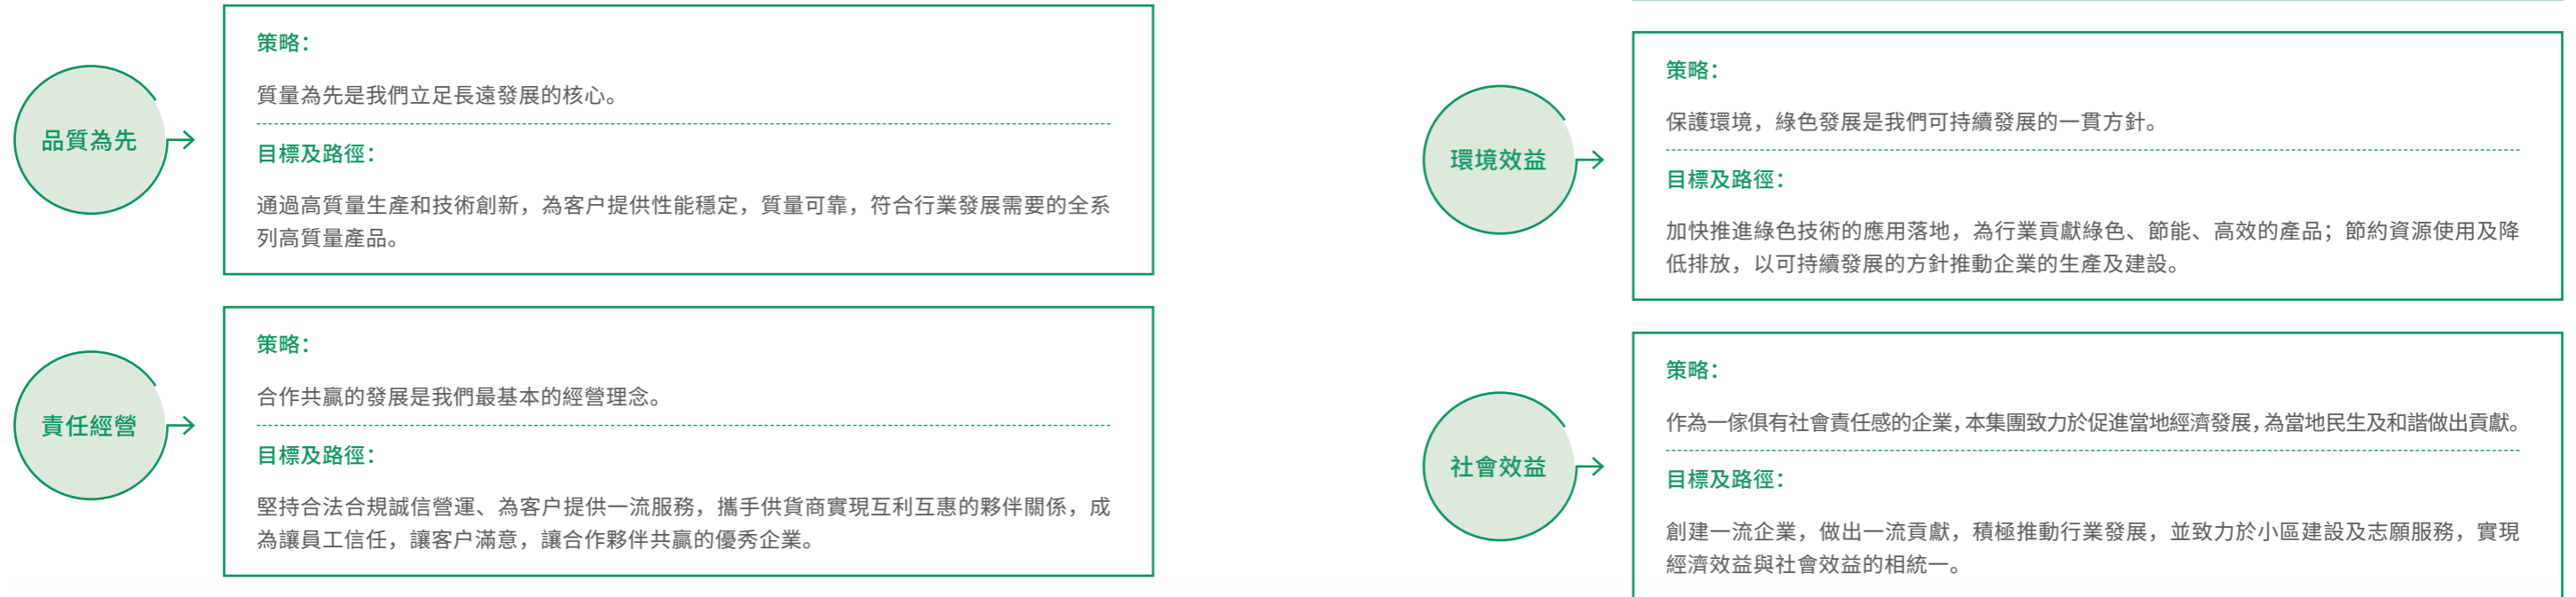 品質為先
策略：
質量為先是我們立足長遠發展的核心。
目標及路徑：
通過高質量生產和技術創新，為客户提供性能穩定，質量可靠，符合行業發展需要的全系
列高質量產品。
責任經營
策略：
合作共贏的發展是我們最基本的經營理念。
目標及路徑：
堅持合法合規誠信營運、為客户提供一流服務，攜手供貨商實現互利互惠的夥伴關係，成
為讓員工信任，讓客户滿意，讓合作夥伴共贏的優秀企業。
環境效益
策略：
保護環境，綠色發展是我們可持續發展的一貫方針。
目標及路徑：
加快推進綠色技術的應用落地，為行業貢獻綠色、節能、高效的產品；節約資源使用及降
低排放，以可持續發展的方針推動企業的生產及建設。
社會效益
策略：
作為一傢俱有社會責任感的企業，本集團致力於促進當地經濟發展，為當地民生及和諧做出貢獻。
目標及路徑：
創建一流企業，做出一流貢獻，積極推動行業發展，並致力於小區建設及志願服務，實現
經濟效益與社會效益的相統一。